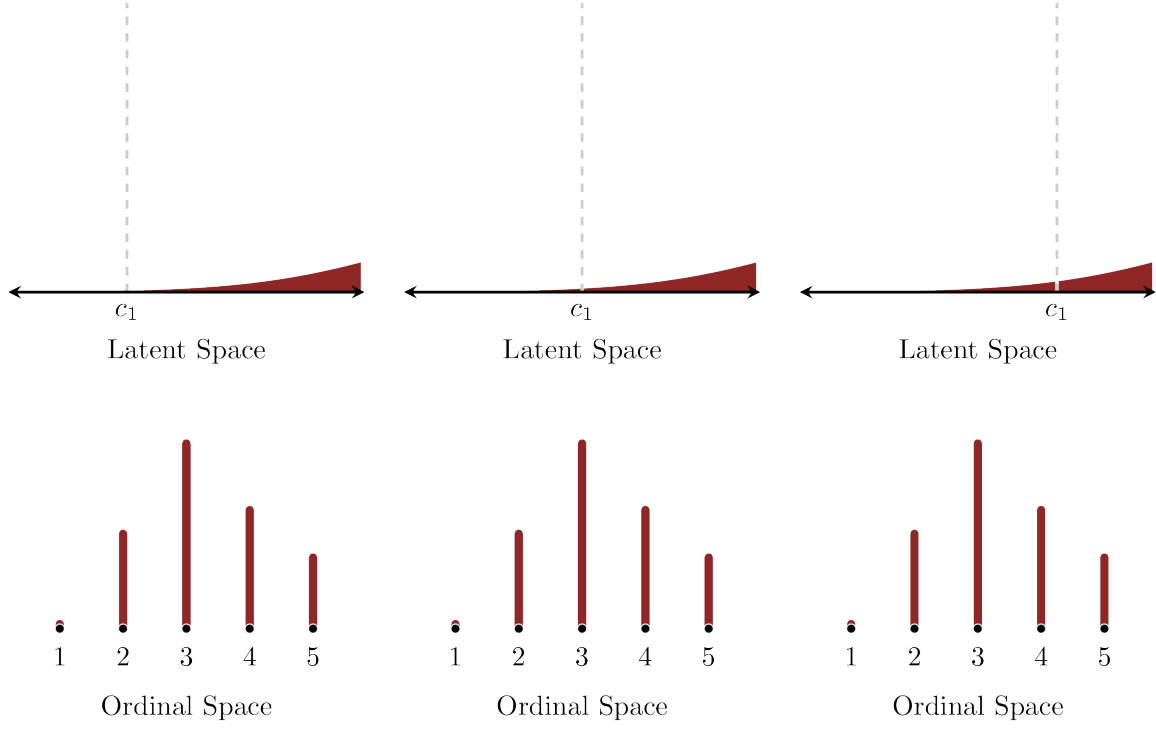 c₁ c₁ c₁
Latent Space Latent Space Latent Space
1 2 3 4 5 1 2 3 4 5 1 2 3 4 5
Ordinal Space Ordinal Space Ordinal Space